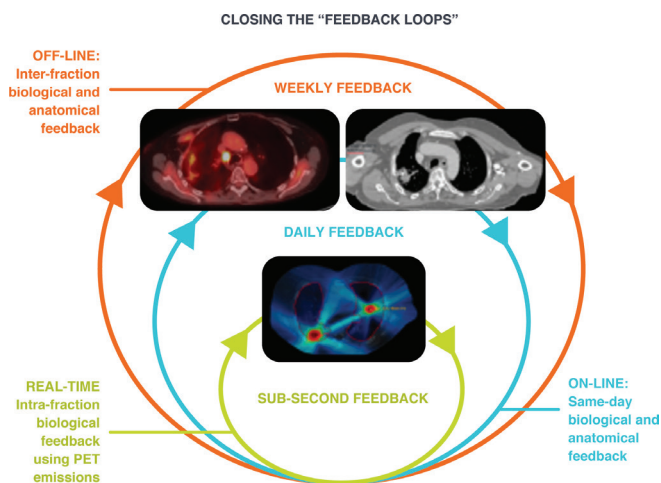 CLOSING THE “FEEDBACK LOOPS”
OFF-LINE:
Inter-fraction
biological and
anatomical
feedback
WEEKLY FEEDBACK
DAILY FEEDBACK
SUB-SECOND FEEDBACK
REAL-TIME
Intra-fraction
biological
feedback
using PET
emissions
ON-LINE:
Same-day
biological and
anatomical
feedback